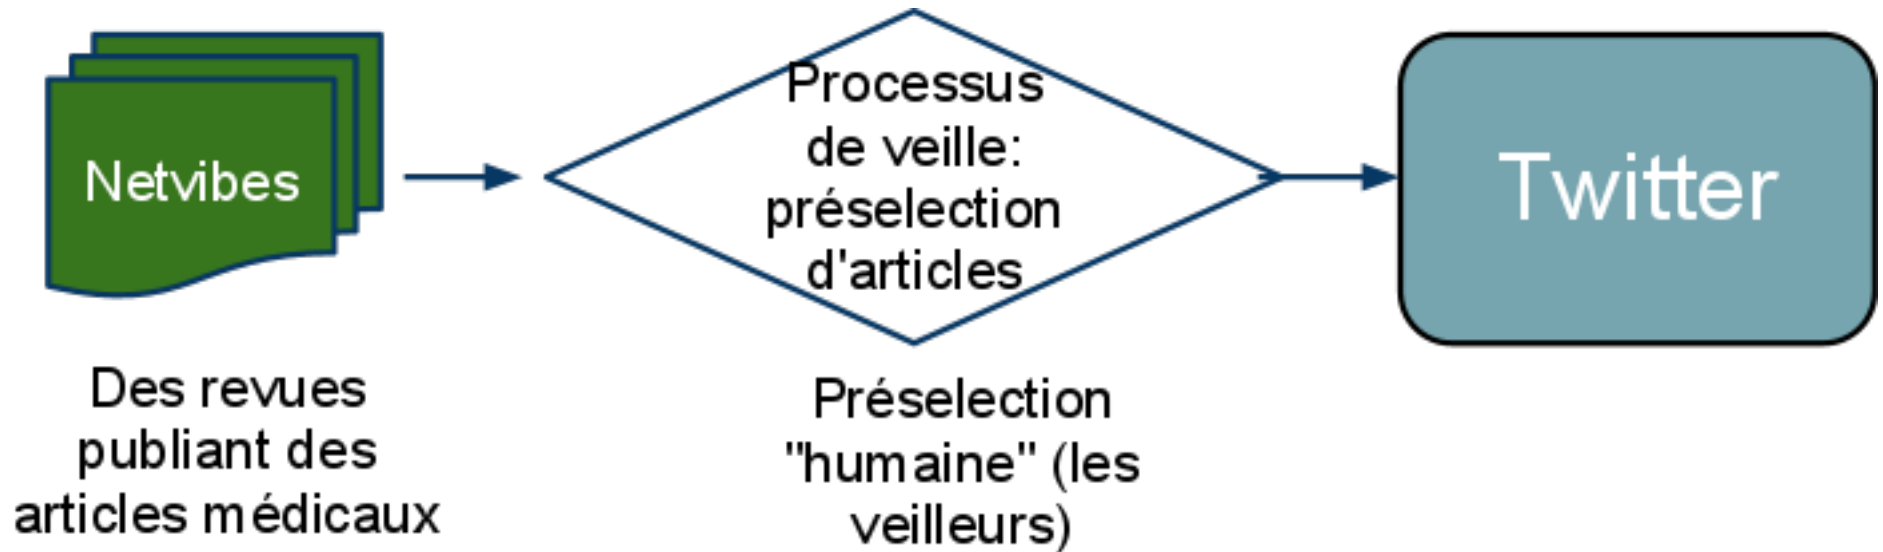 Netvibes
Des revues
publiant des
articles médicaux
Processus
de veille:
préselection
d'articles
Préselection
"humaine" (les
veilleurs)
Twitter